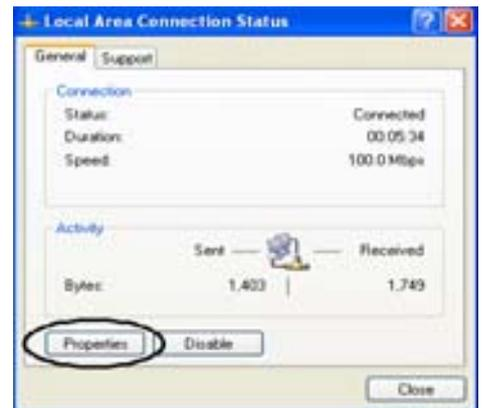 Local Area Connection Status
General Support
Connection
Status: Connected
Duration: 00:05:34
Speed: 100.0 Mbps
Activity
Sent Received
Bytes: 1,403 1,749
Properties Disable
Close